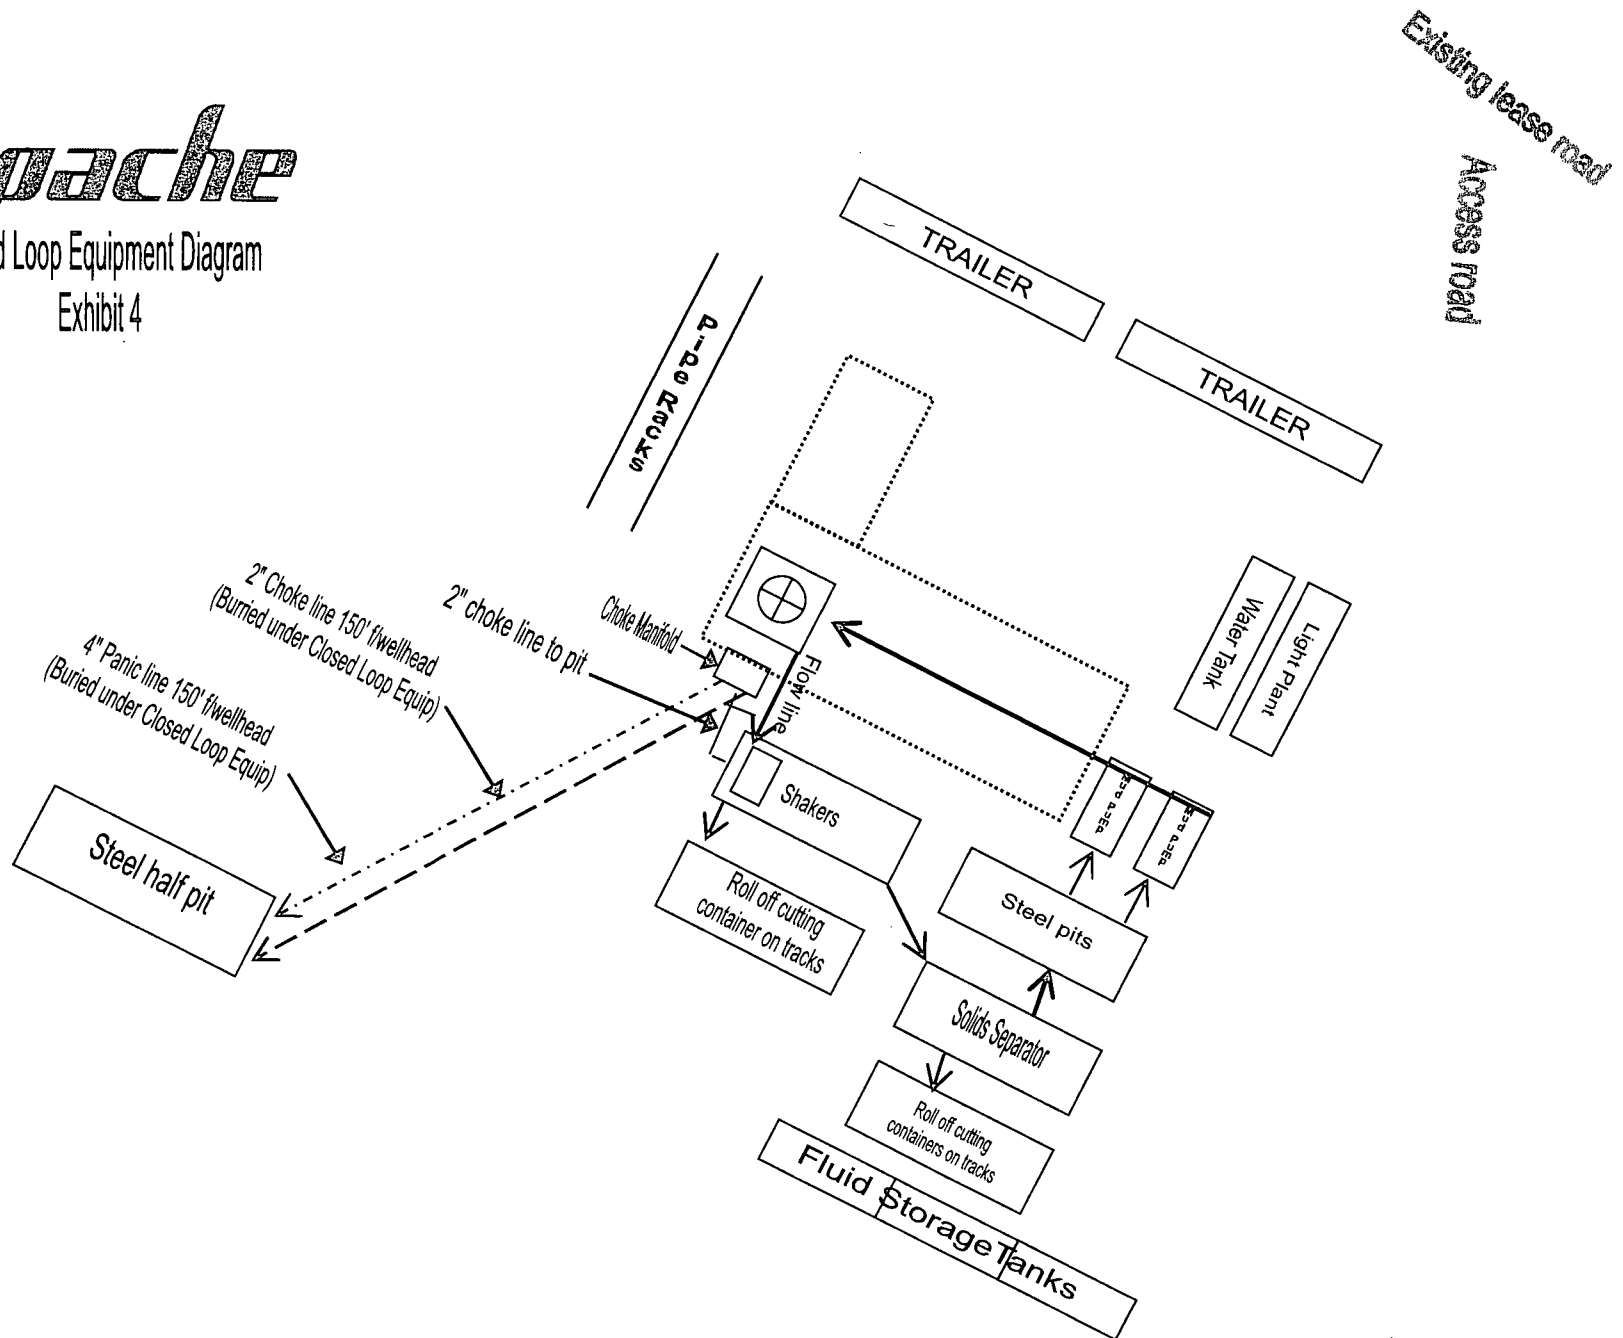 pache
d Loop Equipment Diagram
Exhibit 4
Existing lease road
Access road
TRAILER
TRAILER
Pipe Racks
2" Choke line 150' f/wellhead
(Burried under Closed Loop Equip)
2" choke line to pit
Choke Manifold
4" Panic line 150' f/wellhead
(Buried under Closed Loop Equip)
Flow line
Water Tank
Light Plant
Steel half pit
Shakers
Roll off cutting
container on tracks
Steel pits
Solids Separator
Roll off cutting
containers on tracks
Fluid Storage Tanks